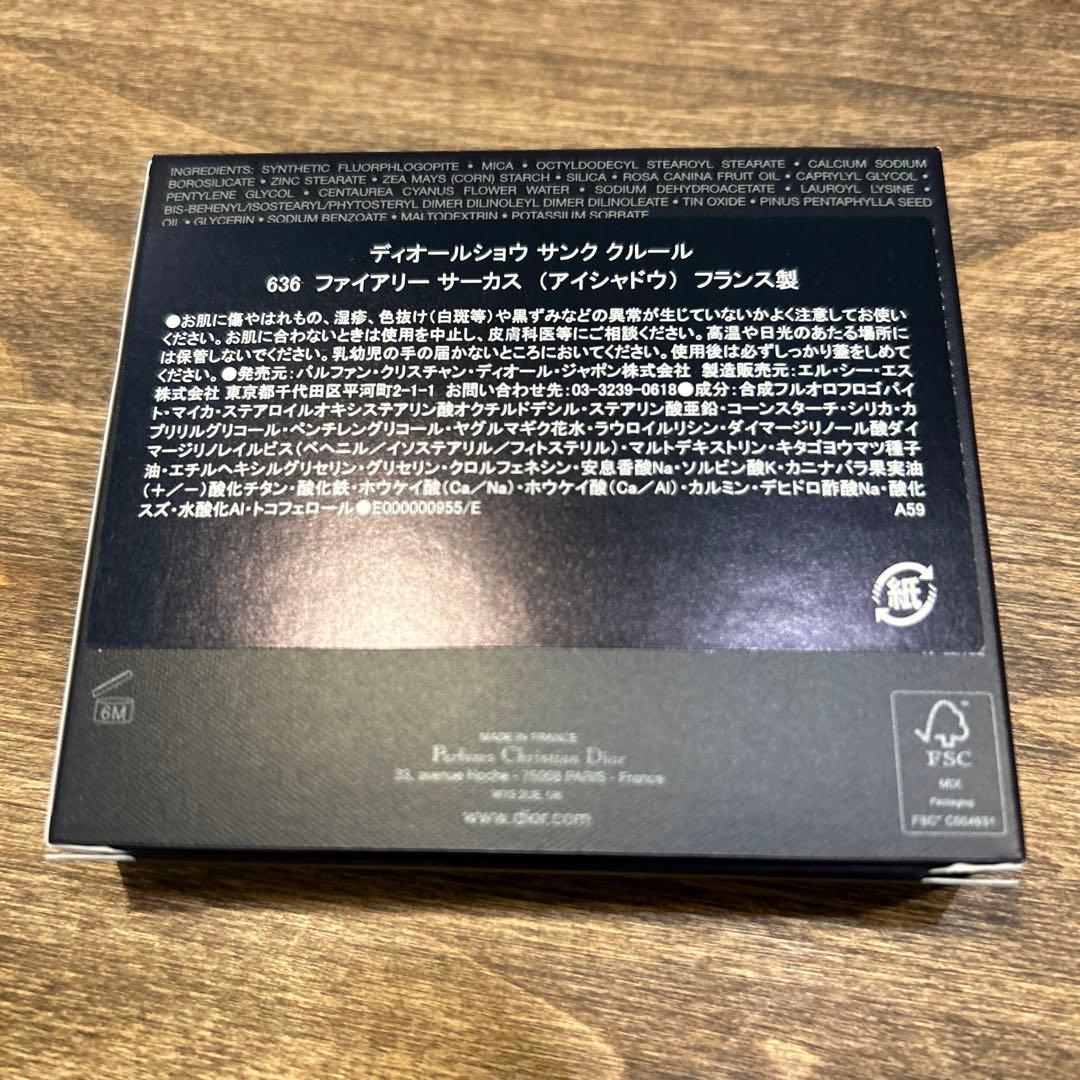 INGREDIENTS: SYNTHETIC FLUORPHLOGOPITE • MICA • OCTYLDODECYL STEAROYL STEARATE • CALCIUM SODIUM
BOROSILICATE • ZINC STEARATE • ZEA MAYS (CORN) STARCH • SILICA • ROSA CANINA FRUIT OIL • CAPRYLYL GLYCOL •
PENTYLENE GLYCOL • CENTAUREA CYANUS FLOWER WATER • SODIUM DEHYDROACETATE • LAUROYL LYSINE •
BIS-BEHENYL/ISOSTEARYL/PHYTOSTERYL DIMER DILINOLEYL DIMER DILINOLEATE • TIN OXIDE • PINUS PENTAPHYLLA SEED
OIL • GLYCERIN • SODIUM BENZOATE • MALTODEXTRIN • POTASSIUM SORBATE
ディオールショウ サンク クルール
636 ファイアリー サーカス （アイシャドウ） フランス製
●お肌に傷やはれもの、湿疹、色抜け（白斑等）や黒ずみなどの異常が生じていないかよく注意してお使い
ください。お肌に合わないときは使用を中止し、皮膚科医等にご相談ください。高温や日光のあたる場所に
は保管しないでください。乳幼児の手の届かないところにおいてください。使用後は必ずしっかり蓋をしめて
ください。●発売元：パルファン・クリスチャン・ディオール・ジャポン株式会社 製造販売元：エル・シー・エス
株式会社 東京都千代田区平河町2-1-1 お問い合わせ先：03-3239-0618●成分：合成フルオロフロゴパイ
ト・マイカ・ステアロイルオキシステアリン酸オクチルドデシル・ステアリン酸亜鉛・コーンスターチ・シリカ・カ
プリリルグリコール・ペンチレングリコール・ヤグルマギク花水・ラウロイルリシン・ダイマージリノール酸ダイ
マージリノレイルビス（ベヘニル／イソステアリル／フィトステリル）・マルトデキストリン・キタゴヨウマツ種子
油・エチルヘキシルグリセリン・グリセリン・クロルフェネシン・安息香酸Na・ソルビン酸K・カニナバラ果実油
（＋／－）酸化チタン・酸化鉄・ホウケイ酸（Ca／Na）・ホウケイ酸（Ca／Al）・カルミン・デヒドロ酢酸Na・酸化
スズ・水酸化Al・トコフェロール●E000000955/E A59
紙
6M
MADE IN FRANCE
Parfums Christian Dior
33, avenue Hoche - 75008 PARIS - France
W1S 2UE, UK
www.dior.com
FSC
MIX
Packaging
FSC® C004631